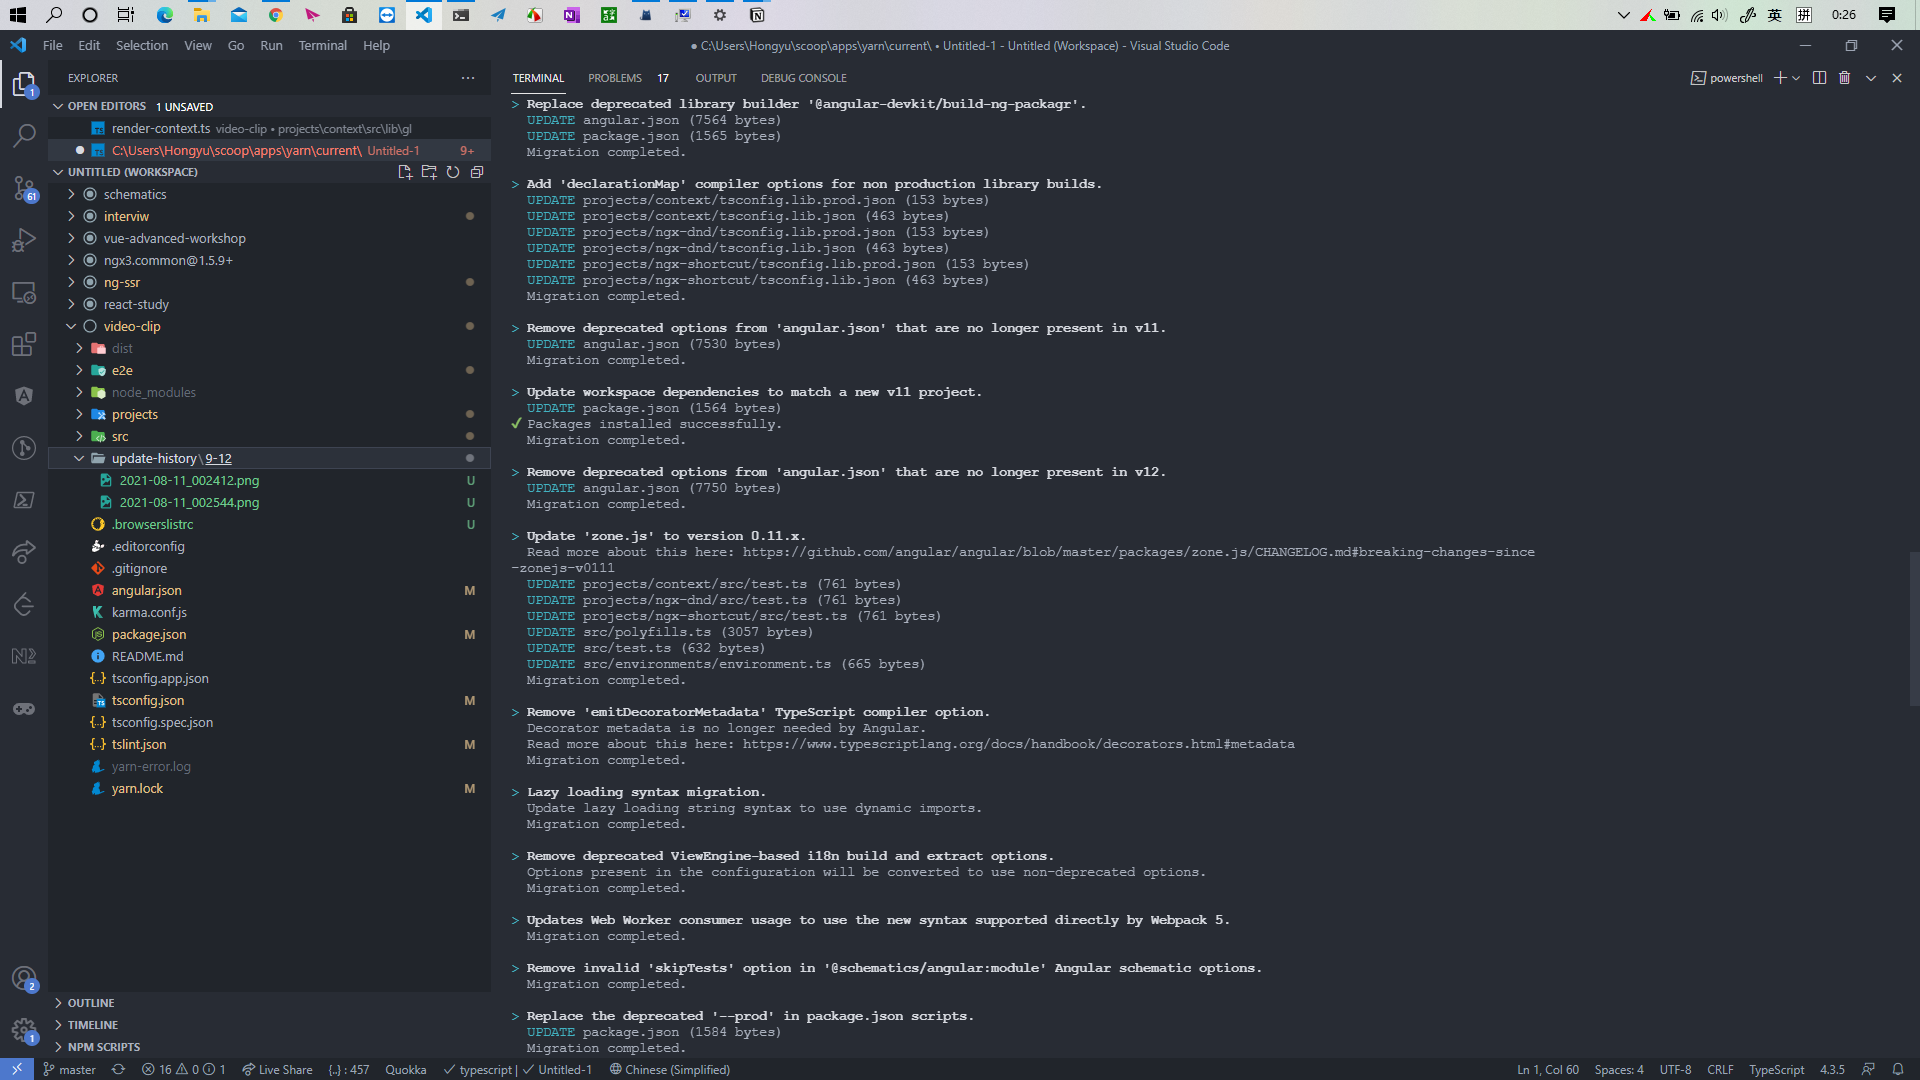 英
拼
0:26
File Edit Selection View Go Run Terminal Help
● C:\Users\Hongyu\scoop\apps\yarn\current\ • Untitled-1 - Untitled (Workspace) - Visual Studio Code
EXPLORER
OPEN EDITORS 1 UNSAVED
render-context.ts video-clip • projects\context\src\lib\gl
C:\Users\Hongyu\scoop\apps\yarn\current\ Untitled-1 9+
UNTITLED (WORKSPACE)
schematics
interviw
vue-advanced-workshop
ngx3.common@1.5.9+
ng-ssr
react-study
video-clip
dist
e2e
node_modules
projects
src
update-history\9-12
2021-08-11_002412.png U
2021-08-11_002544.png U
.browserslistrc U
.editorconfig
.gitignore
angular.json M
karma.conf.js
package.json M
README.md
tsconfig.app.json
tsconfig.json M
tsconfig.spec.json
tslint.json M
yarn-error.log
yarn.lock M
OUTLINE
TIMELINE
NPM SCRIPTS
1
61
2
1
TERMINAL PROBLEMS 17 OUTPUT DEBUG CONSOLE
powershell
> Replace deprecated library builder '@angular-devkit/build-ng-packagr'.
UPDATE angular.json (7564 bytes)
UPDATE package.json (1565 bytes)
Migration completed.
> Add 'declarationMap' compiler options for non production library builds.
UPDATE projects/context/tsconfig.lib.prod.json (153 bytes)
UPDATE projects/context/tsconfig.lib.json (463 bytes)
UPDATE projects/ngx-dnd/tsconfig.lib.prod.json (153 bytes)
UPDATE projects/ngx-dnd/tsconfig.lib.json (463 bytes)
UPDATE projects/ngx-shortcut/tsconfig.lib.prod.json (153 bytes)
UPDATE projects/ngx-shortcut/tsconfig.lib.json (463 bytes)
Migration completed.
> Remove deprecated options from 'angular.json' that are no longer present in v11.
UPDATE angular.json (7530 bytes)
Migration completed.
> Update workspace dependencies to match a new v11 project.
UPDATE package.json (1564 bytes)
✓ Packages installed successfully.
Migration completed.
> Remove deprecated options from 'angular.json' that are no longer present in v12.
UPDATE angular.json (7750 bytes)
Migration completed.
> Update 'zone.js' to version 0.11.x.
Read more about this here: https://github.com/angular/angular/blob/master/packages/zone.js/CHANGELOG.md#breaking-changes-since
-zonejs-v0111
UPDATE projects/context/src/test.ts (761 bytes)
UPDATE projects/ngx-dnd/src/test.ts (761 bytes)
UPDATE projects/ngx-shortcut/src/test.ts (761 bytes)
UPDATE src/polyfills.ts (3057 bytes)
UPDATE src/test.ts (632 bytes)
UPDATE src/environments/environment.ts (665 bytes)
Migration completed.
> Remove 'emitDecoratorMetadata' TypeScript compiler option.
Decorator metadata is no longer needed by Angular.
Read more about this here: https://www.typescriptlang.org/docs/handbook/decorators.html#metadata
Migration completed.
> Lazy loading syntax migration.
Update lazy loading string syntax to use dynamic imports.
Migration completed.
> Remove deprecated ViewEngine-based i18n build and extract options.
Options present in the configuration will be converted to use non-deprecated options.
Migration completed.
> Updates Web Worker consumer usage to use the new syntax supported directly by Webpack 5.
Migration completed.
> Remove invalid 'skipTests' option in '@schematics/angular:module' Angular schematic options.
Migration completed.
> Replace the deprecated '--prod' in package.json scripts.
UPDATE package.json (1584 bytes)
Migration completed.
master 16 0 1 Live Share {..} : 457 Quokka ✓ typescript | ✓ Untitled-1 Chinese (Simplified) Ln 1, Col 60 Spaces: 4 UTF-8 CRLF TypeScript 4.3.5